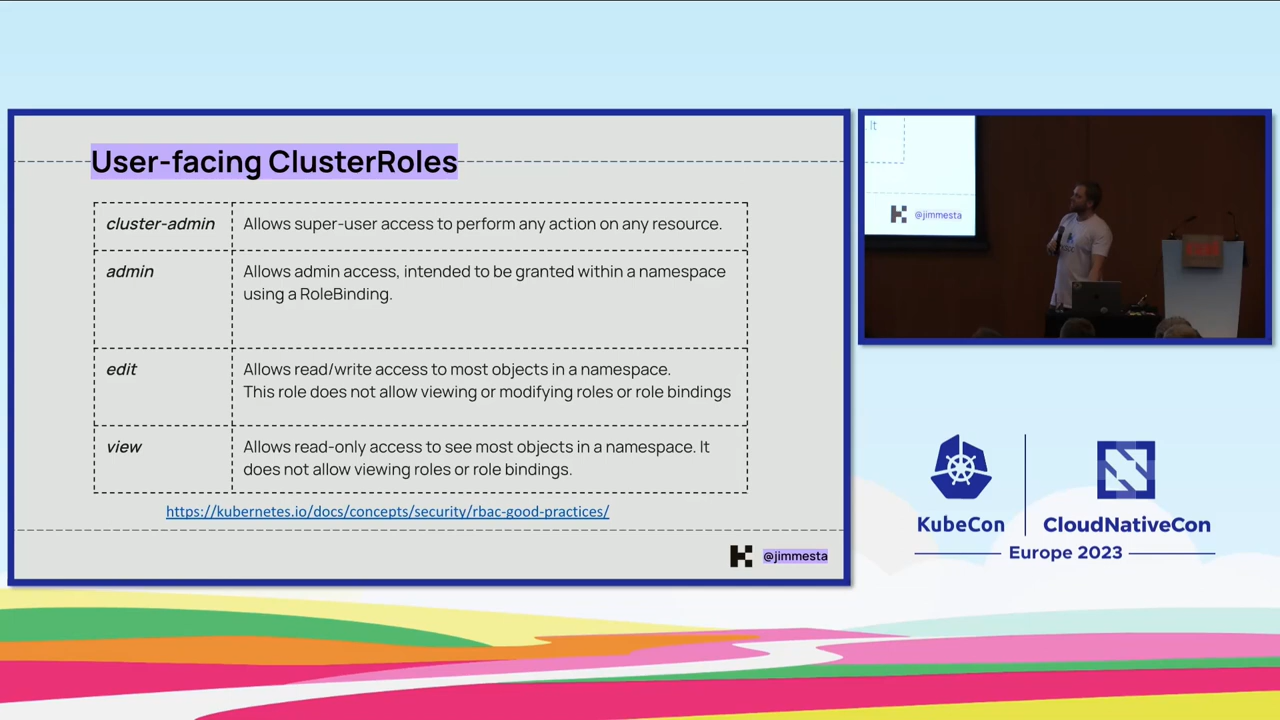 User-facing ClusterRoles
cluster-admin
Allows super-user access to perform any action on any resource.
admin
Allows admin access, intended to be granted within a namespace
using a RoleBinding.
edit
Allows read/write access to most objects in a namespace.
This role does not allow viewing or modifying roles or role bindings
view
Allows read-only access to see most objects in a namespace. It
does not allow viewing roles or role bindings.
https://kubernetes.io/docs/concepts/security/rbac-good-practices/
@jimmesta
It
@jimmesta
KubeCon
CloudNativeCon
Europe 2023